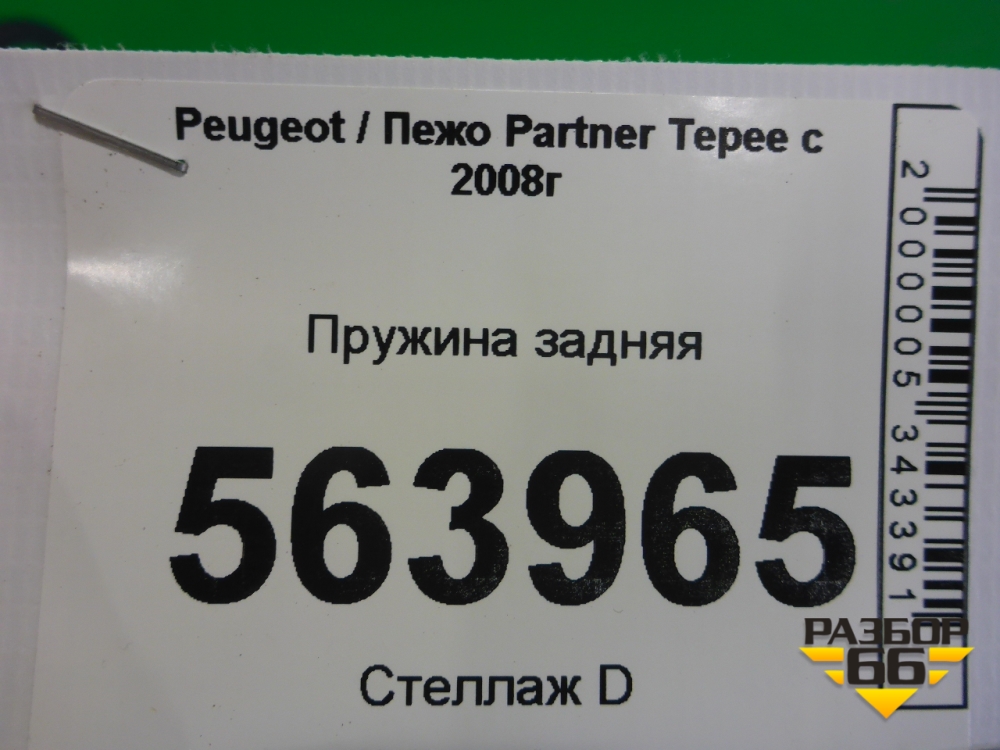 Peugeot / Пежо Partner Tepee с
2008г
Пружина задняя
563965
Стеллаж D
2000005343391
РАЗБОР
66